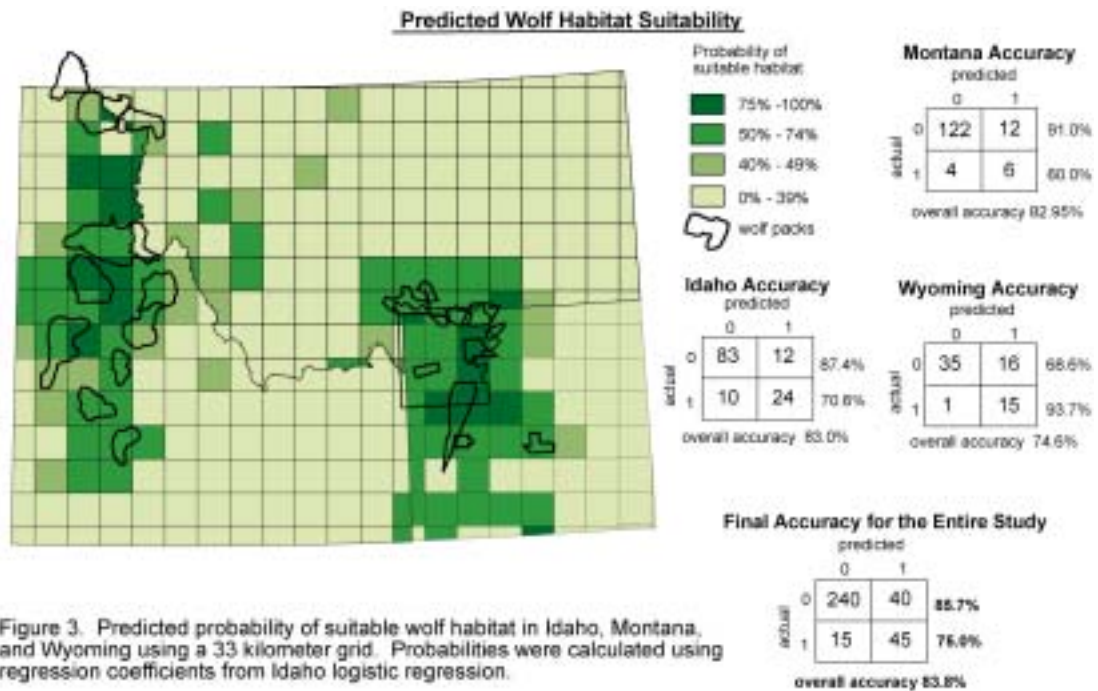 Predicted Wolf Habitat Suitability
Probability of
suitable habitat
75% -100%
50% - 74%
40% - 49%
0% - 39%
wolf packs
Montana Accuracy
predicted
0 1
actual
0 122 12 91.0%
1 4 6 60.0%
overall accuracy 82.95%
Idaho Accuracy
predicted
0 1
actual
0 83 12 87.4%
1 10 24 70.6%
overall accuracy 83.0%
Wyoming Accuracy
predicted
0 1
actual
0 35 16 68.6%
1 1 15 93.7%
overall accuracy 74.6%
Final Accuracy for the Entire Study
predicted
0 1
actual
0 240 40 85.7%
1 15 45 75.0%
overall accuracy 83.8%
Figure 3. Predicted probability of suitable wolf habitat in Idaho, Montana,
and Wyoming using a 33 kilometer grid. Probabilities were calculated using
regression coefficients from Idaho logistic regression.